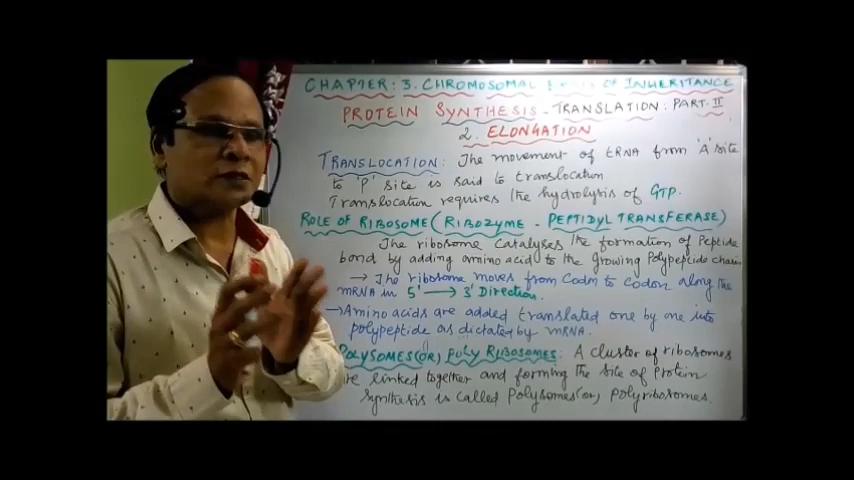 CHAPTER: 3. CHROMOSOMAL BASIS OF INHERITANCE
PROTEIN SYNTHESIS - TRANSLATION: PART-II
2. ELONGATION
TRANSLOCATION: The movement of tRNA from 'A' site
to 'P' site is said to translocation
Translocation requires the hydrolysis of GTP.
ROLE OF RIBOSOME (RIBOZYME - PEPTIDYL TRANSFERASE)
The ribosome catalyses the formation of Peptide
bond by adding amino acid to the Growing Polypeptide chain
→ The ribosome moves from Codon to Codon along the
mRNA in 5' → 3' Direction.
→ Amino acids are added translated one by one into
polypeptide as dictated by mRNA.
POLYSOMES (OR) POLY RIBOSOMES: A cluster of ribosomes
are linked together and forming the site of Protein
synthesis is called Polysomes (or) polyribosomes.